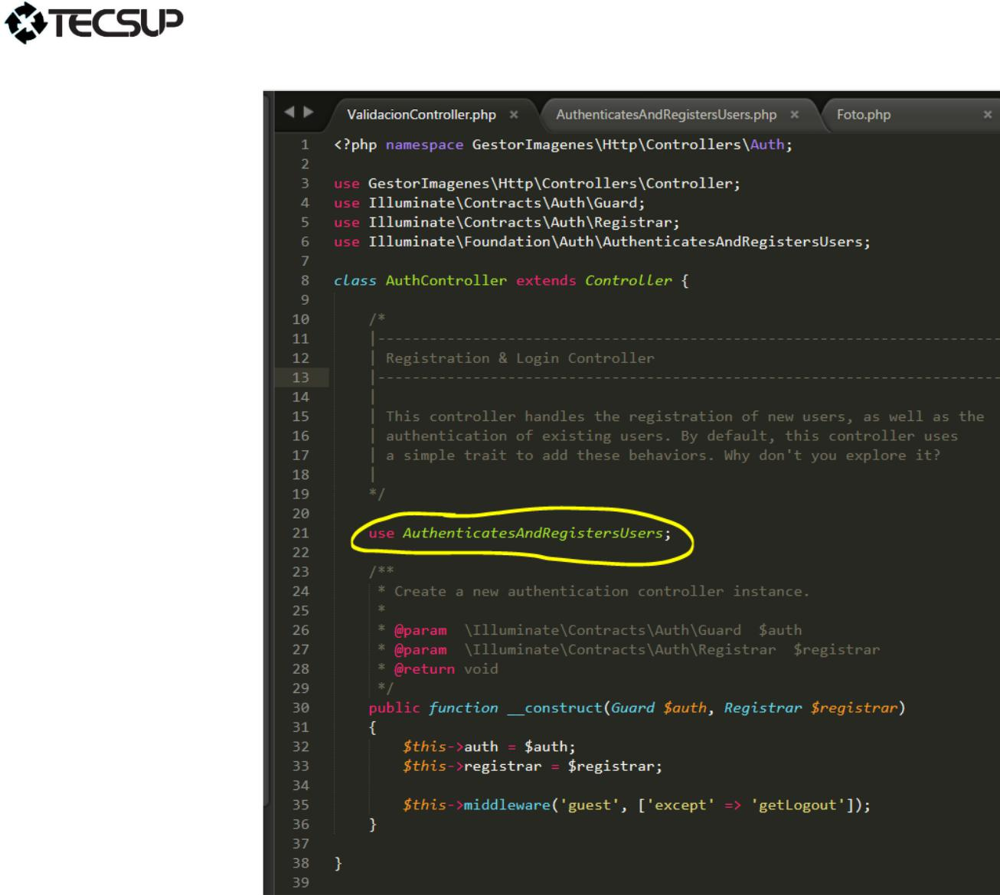 TECSUP
ValidacionController.php × AuthenticatesAndRegistersUsers.php × Foto.php ×
1 <?php namespace GestorImagenes\Http\Controllers\Auth;
2
3 use GestorImagenes\Http\Controllers\Controller;
4 use Illuminate\Contracts\Auth\Guard;
5 use Illuminate\Contracts\Auth\Registrar;
6 use Illuminate\Foundation\Auth\AuthenticatesAndRegistersUsers;
7
8 class AuthController extends Controller {
9
10 /*
11 |--------------------------------------------------------------------------
12 | Registration & Login Controller
13 |--------------------------------------------------------------------------
14 |
15 | This controller handles the registration of new users, as well as the
16 | authentication of existing users. By default, this controller uses
17 | a simple trait to add these behaviors. Why don't you explore it?
18 |
19 */
20
21 use AuthenticatesAndRegistersUsers;
22
23 /**
24 * Create a new authentication controller instance.
25 *
26 * @param \Illuminate\Contracts\Auth\Guard $auth
27 * @param \Illuminate\Contracts\Auth\Registrar $registrar
28 * @return void
29 */
30 public function __construct(Guard $auth, Registrar $registrar)
31 {
32 $this->auth = $auth;
33 $this->registrar = $registrar;
34
35 $this->middleware('guest', ['except' => 'getLogout']);
36 }
37
38 }
39